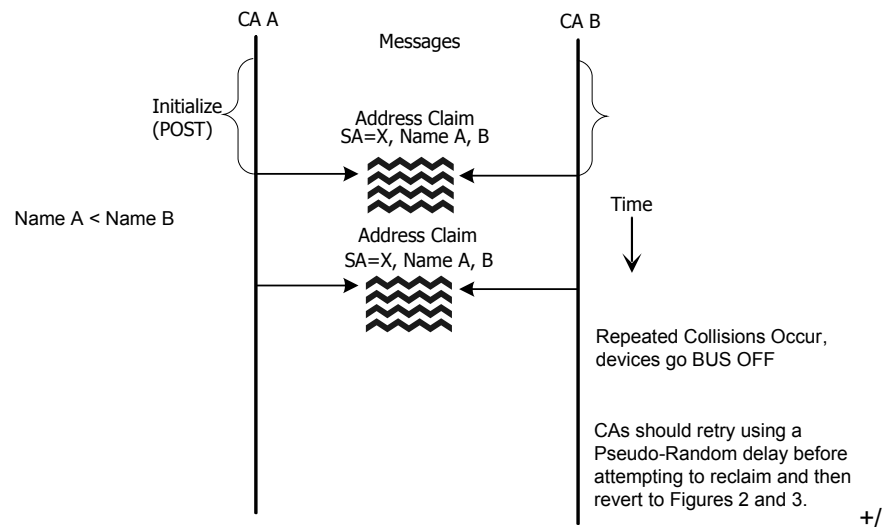 CA A
CA B
Messages
Initialize
(POST)
Address Claim
SA=X, Name A, B
Name A < Name B
Time
Address Claim
SA=X, Name A, B
Repeated Collisions Occur,
devices go BUS OFF
CAs should retry using a
Pseudo-Random delay before
attempting to reclaim and then
revert to Figures 2 and 3.
+/